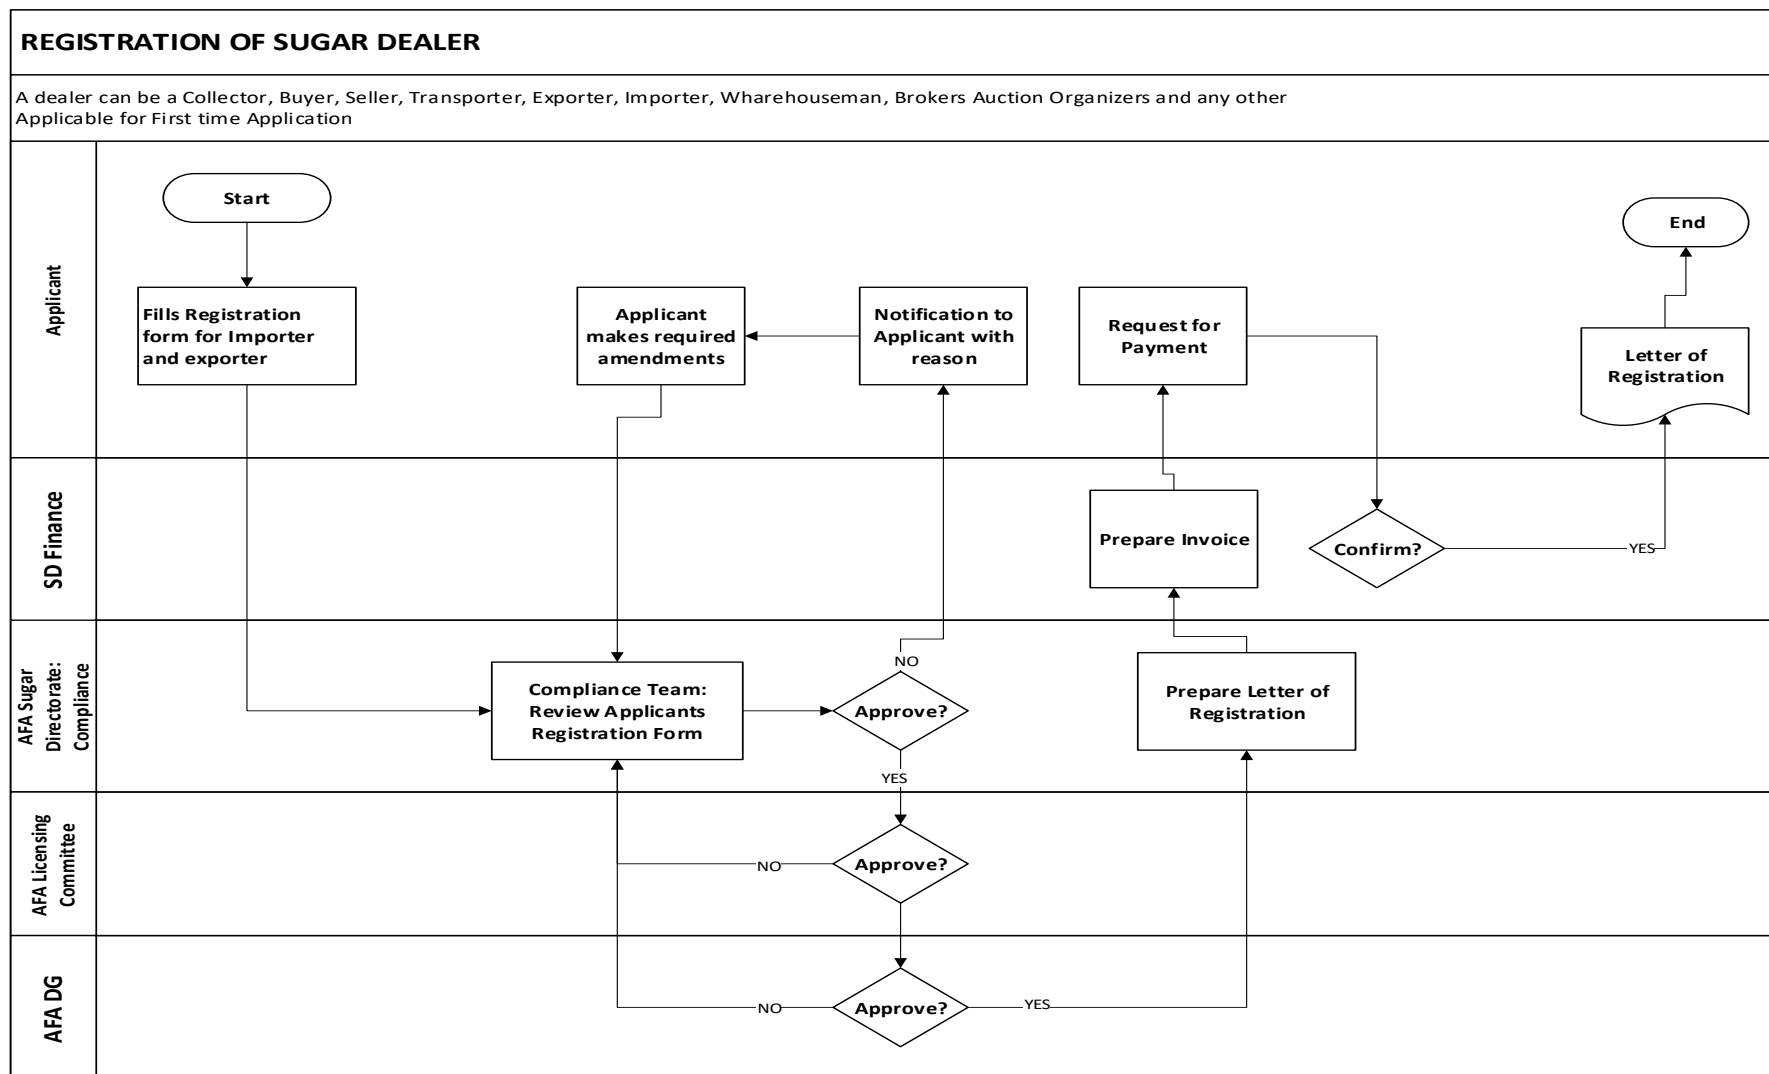 REGISTRATION OF SUGAR DEALER
A dealer can be a Collector, Buyer, Seller, Transporter, Exporter, Importer, Wharehouseman, Brokers Auction Organizers and any other
Applicable for First time Application
Applicant
Start
End
Fills Registration
form for Importer
and exporter
Applicant
makes required
amendments
Notification to
Applicant with
reason
Request for
Payment
Letter of
Registration
SD Finance
Prepare Invoice
Confirm?
YES
AFA Sugar
Directorate:
Compliance
Compliance Team:
Review Applicants
Registration Form
NO
Approve?
YES
Prepare Letter of
Registration
AFA Licensing
Committee
NO
Approve?
AFA DG
NO
Approve?
YES